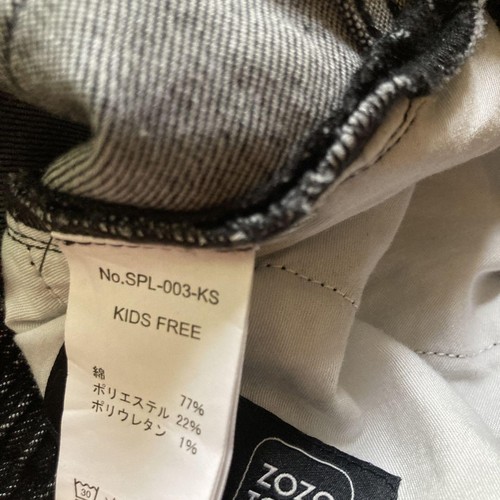 No.SPL-003-KS
KIDS FREE
綿 77%
ポリエステル 22%
ポリウレタン 1%
30
ZOZO